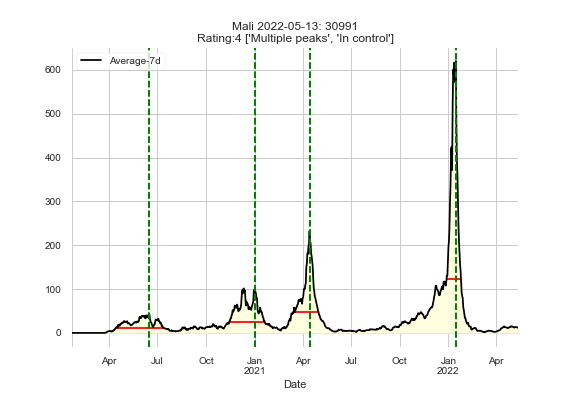 Mali 2022-05-13: 30991
Rating:4 ['Multiple peaks', 'In control']
Average-7d
600
500
400
300
200
100
0
Apr Jul Oct Jan Apr Jul Oct Jan Apr
2021 2022
Date